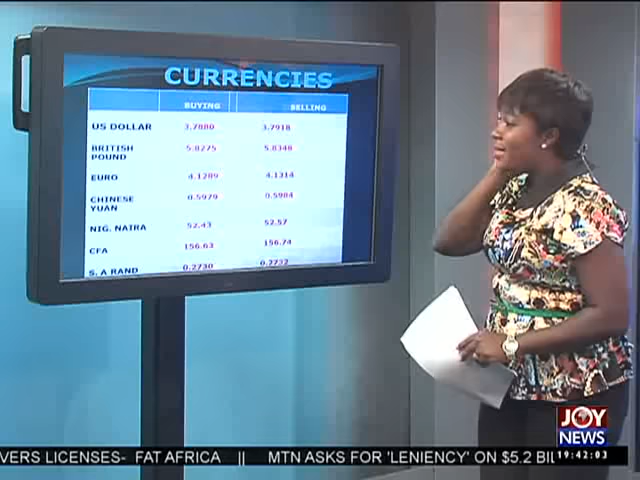 CURRENCIES
BUYING SELLING
US DOLLAR 3.7880 3.7918
BRITISH POUND 5.8275 5.8348
EURO 4.1289 4.1314
CHINESE YUAN 0.5979 0.5984
NIG. NAIRA 52.43 52.57
CFA 156.63 156.74
S. A RAND 0.2730 0.2732
JOY
NEWS
VERS LICENSES- FAT AFRICA || MTN ASKS FOR 'LENIENCY' ON $5.2 BIL
19:42:03